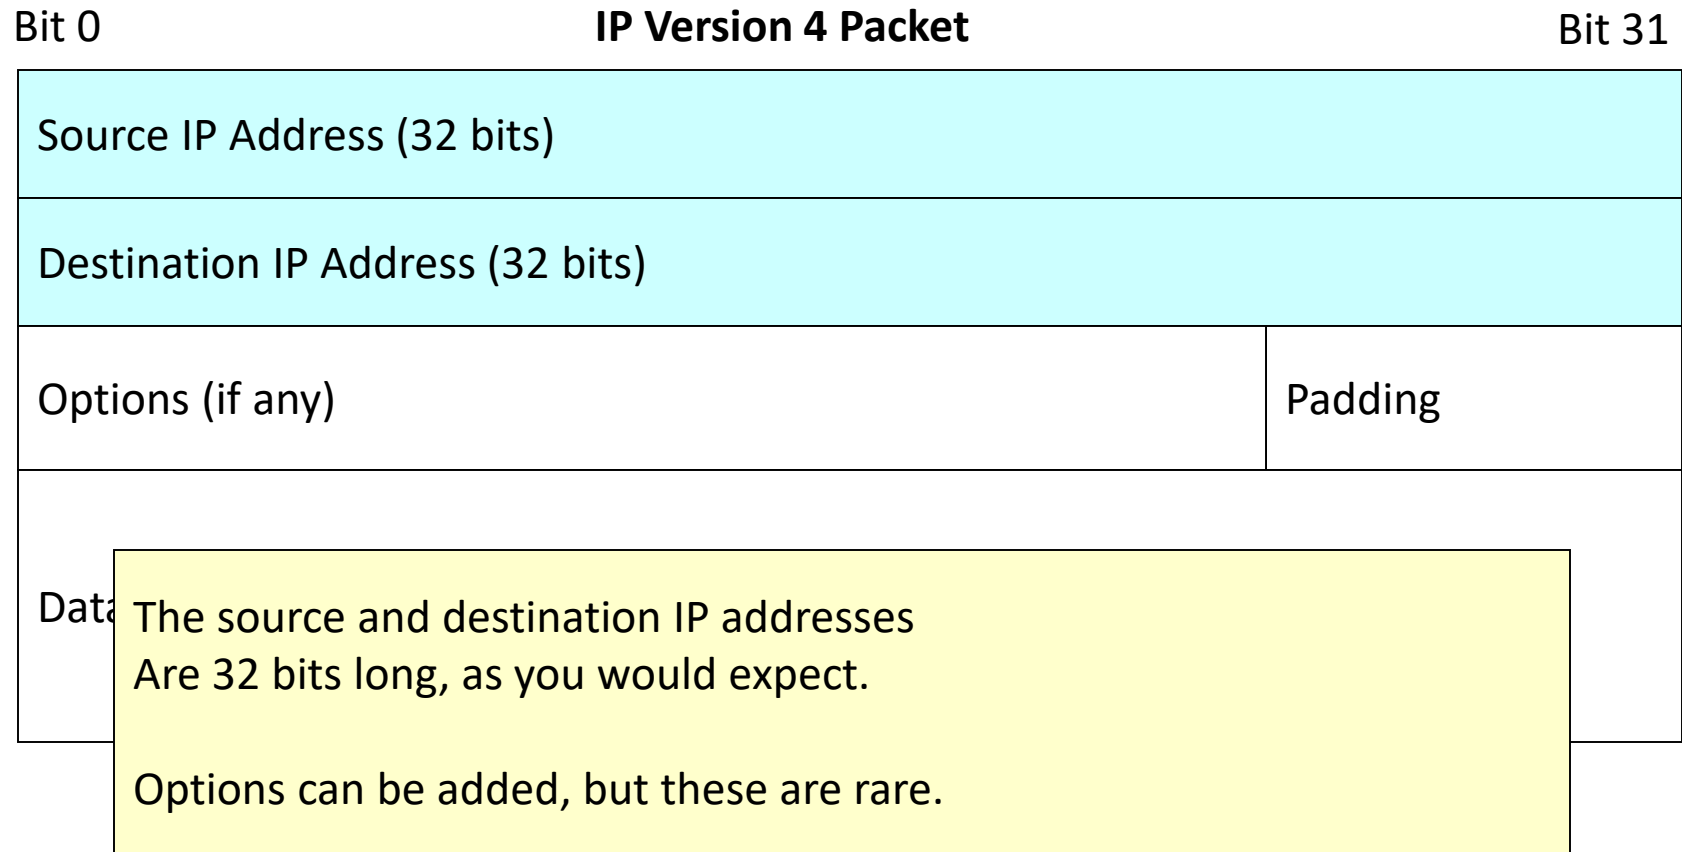 Bit 0
IP Version 4 Packet
Bit 31
Source IP Address (32 bits)
Destination IP Address (32 bits)
Options (if any)
Padding
The source and destination IP addresses
Are 32 bits long, as you would expect.
Options can be added, but these are rare.